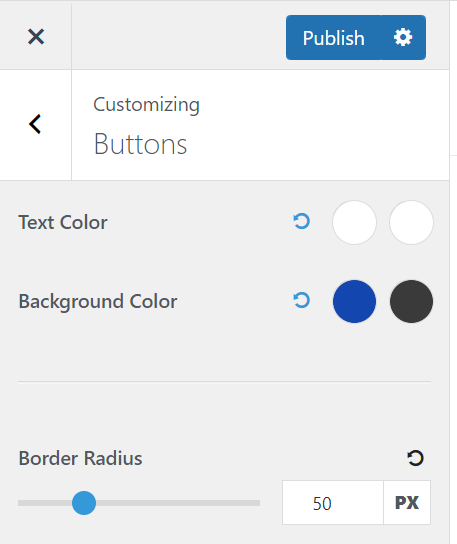 Publish
Customizing
Buttons
Text Color
Background Color
Border Radius
50 PX